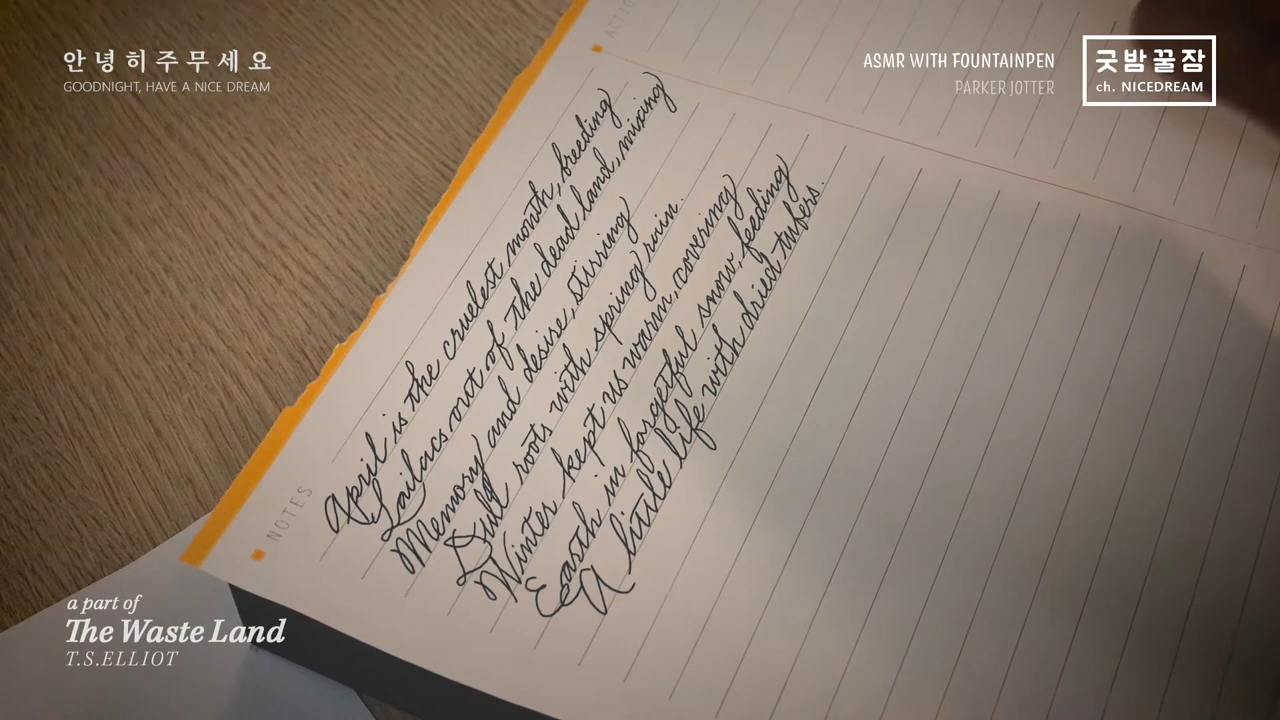 안녕히주무세요
GOODNIGHT, HAVE A NICE DREAM
ASMR WITH FOUNTAINPEN
PARKER JOTTER
굿밤꿀잠
ch. NICEDREAM
ACTIO
NOTES
April is the cruelest month, breeding
Lailacs out of the dead land, mixing
Memory and desire, stirring
Dull roots with spring rain.
Winter kept us warm, covering
Earth in forgetful snow, feeding
A little life with dried tubers.
a part of
The Waste Land
T.S.ELLIOT